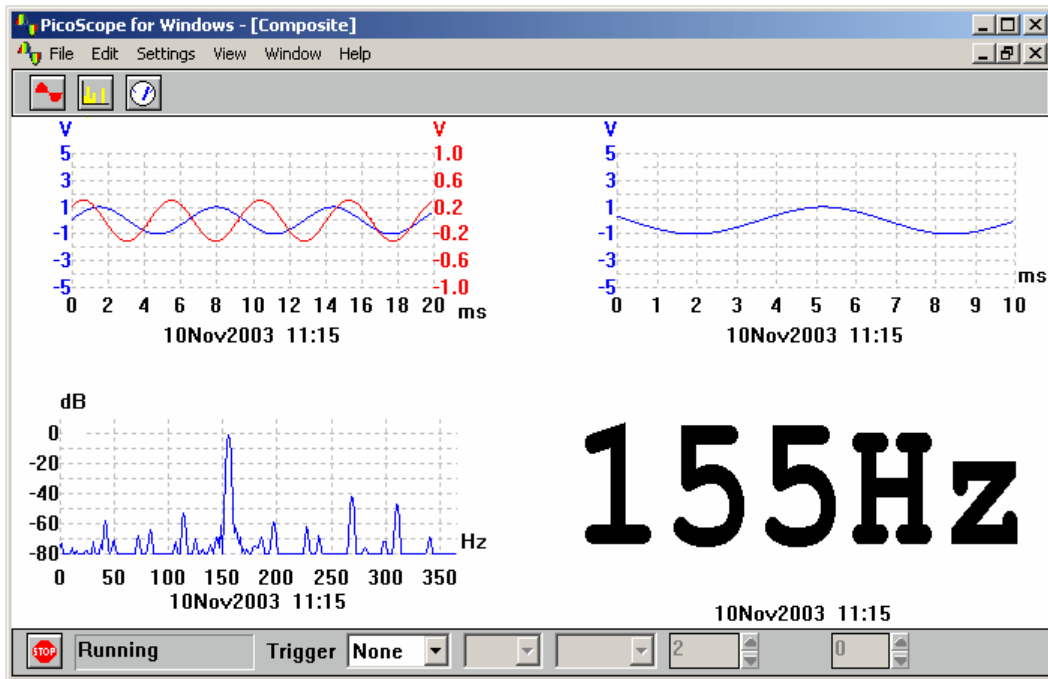 PicoScope for Windows - [Composite]
File Edit Settings View Window Help
V V
5 1.0
3 0.6
1 0.2
-1 -0.2
-3 -0.6
-5 -1.0
0 2 4 6 8 10 12 14 16 18 20 ms
10Nov2003 11:15
V
5
3
1
-1
-3
-5
ms
0 1 2 3 4 5 6 7 8 9 10
10Nov2003 11:15
dB
0
-20
-40
-60
-80
Hz
0 50 100 150 200 250 300 350
10Nov2003 11:15
155Hz
10Nov2003 11:15
STOP Running Trigger None 2 0